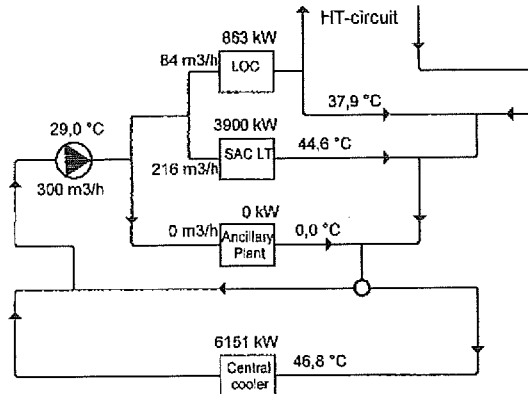 HT-circuit
863 kW
84 m3/h
LOC
37,9 °C
29,0 °C
3900 kW
SAC LT
44,6 °C
216 m3/h
300 m3/h
0 kW
0 m3/h
Ancillary
Plant
0,0 °C
6151 kW
Central
cooler
46,8 °C